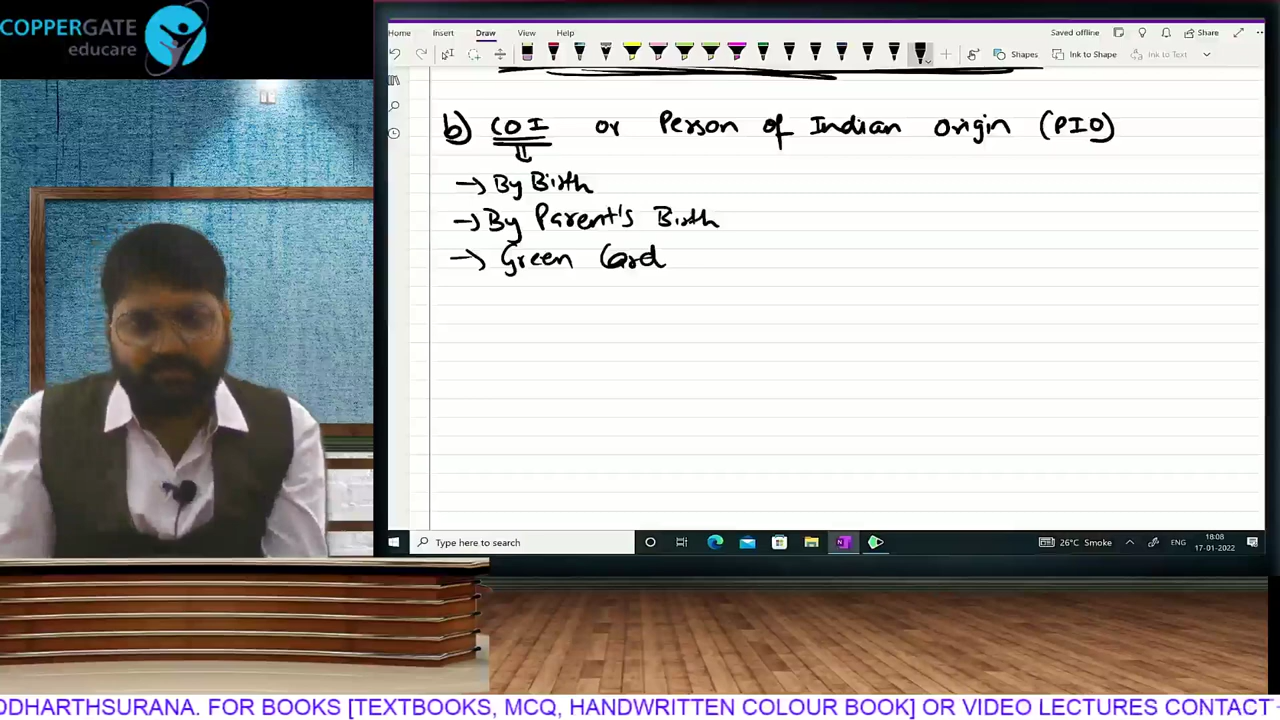 COPPERGATE
educare
Home Insert Draw View Help
Saved offline
Share
Shapes
Ink to Shape
Ink to Text
b) COI or Person of Indian Origin (PIO)
→ By Birth
→ By Parent's Birth
→ Green Card
Type here to search
26°C Smoke
ENG
18:08
17-01-2022
DDHARTHSURANA. FOR BOOKS [TEXTBOOKS, MCQ, HANDWRITTEN COLOUR BOOK] OR VIDEO LECTURES CONTACT -